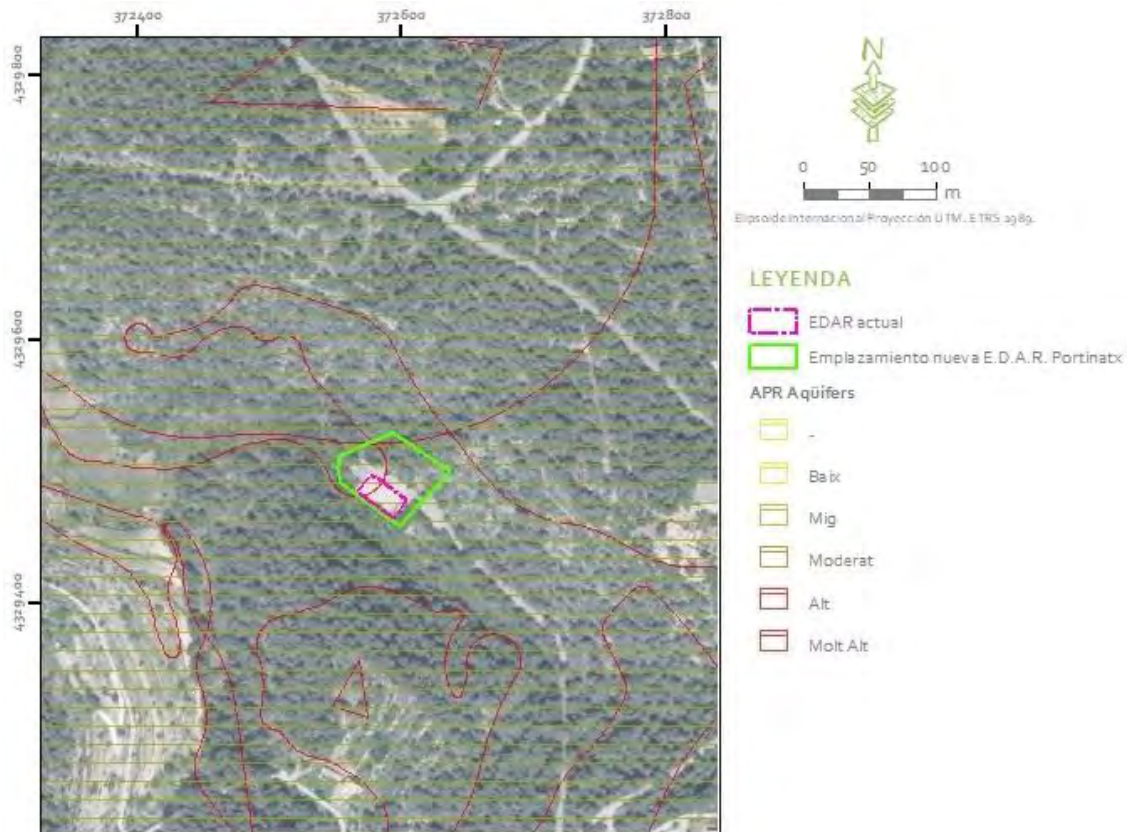 372400 372600 372800
4329800
4329600
4329400
N
0 50 100
m
Elipsoide Internacional Proyección UTM. ETRS 1989.
LEYENDA
EDAR actual
Emplazamiento nueva E.D.A.R. Portinatx
APR Aqüífers
-
Baix
Mig
Moderat
Alt
Molt Alt